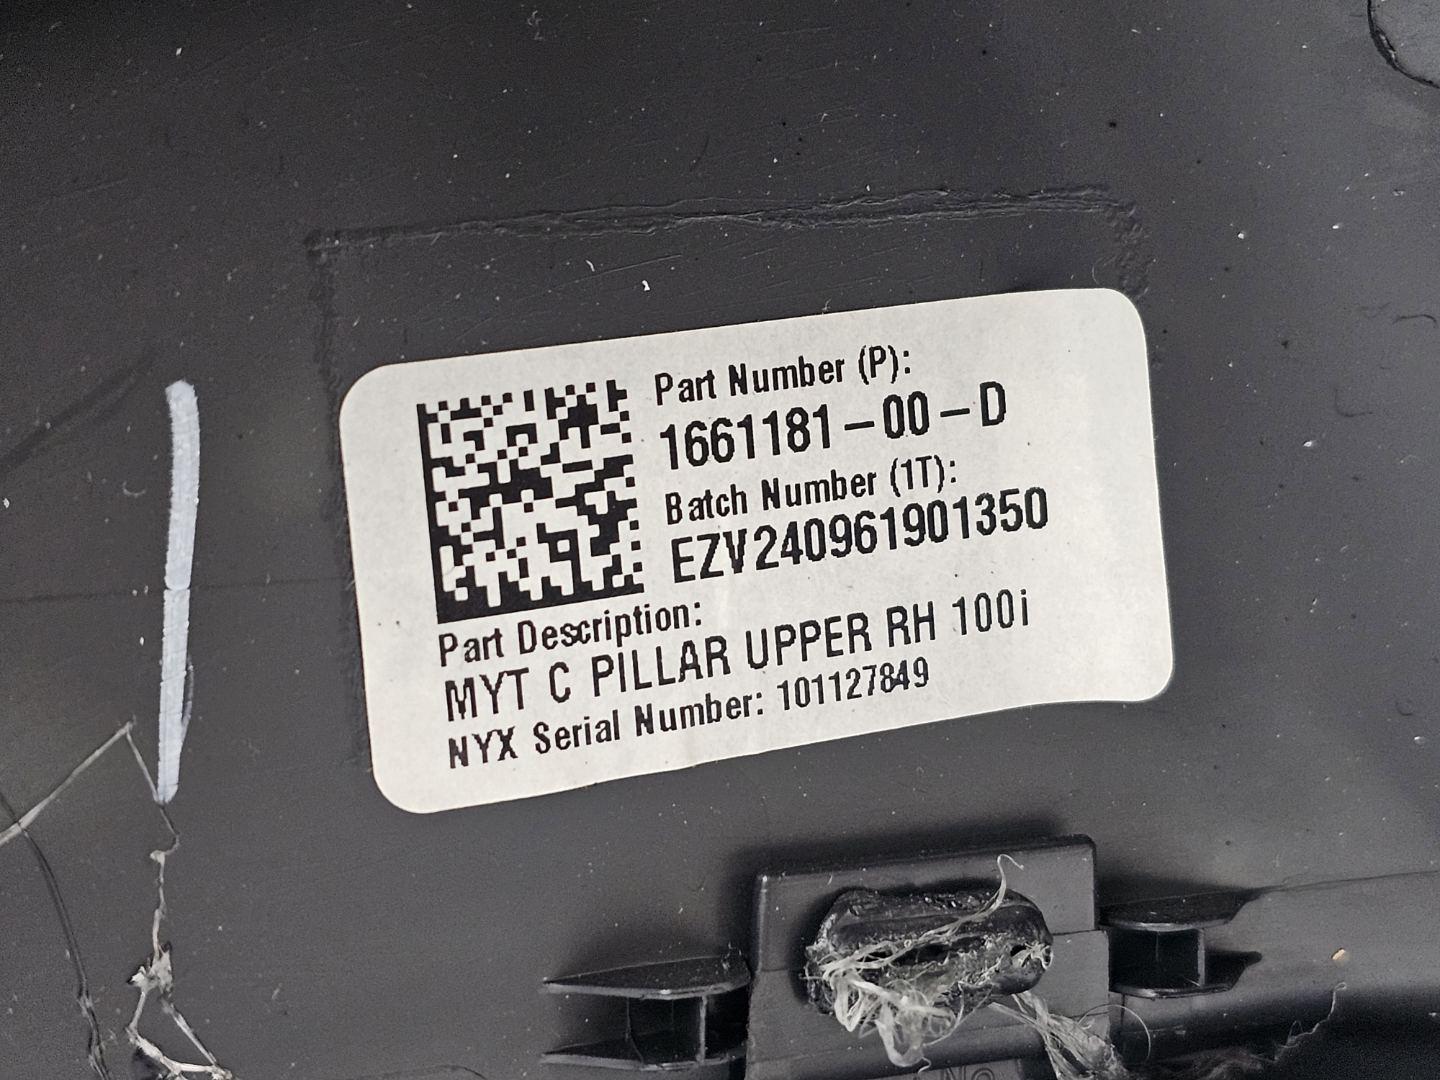 Part Number (P):
1661181-00-D
Batch Number (1T):
EZV240961901350
Part Description:
MYT C PILLAR UPPER RH 100i
NYX Serial Number: 101127849